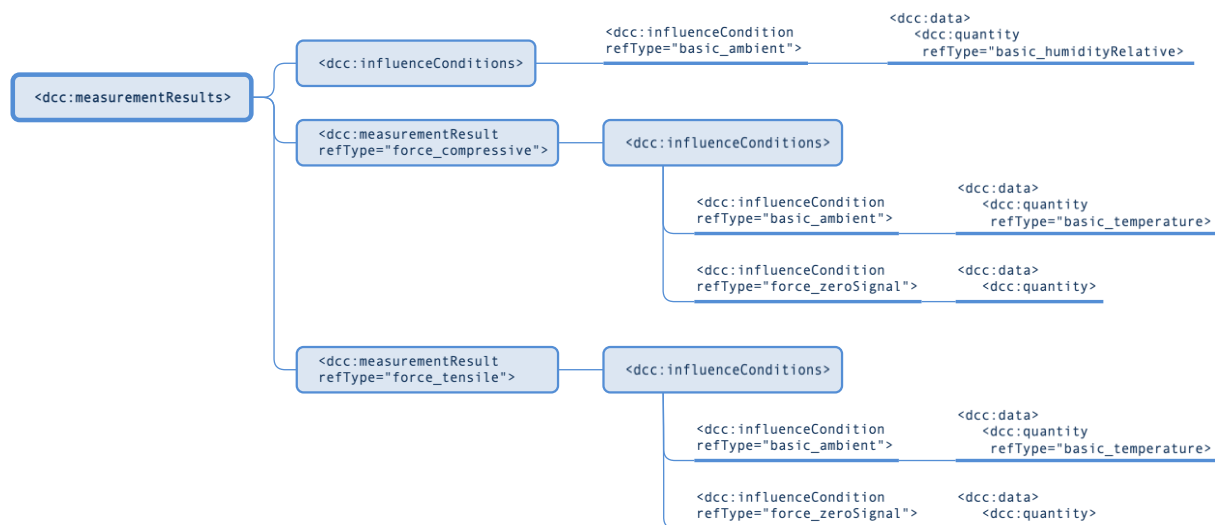 <dcc:measurementResults>
<dcc:influenceConditions>
<dcc:influenceCondition
refType="basic_ambient">
<dcc:data>
<dcc:quantity
refType="basic_humidityRelative>
<dcc:measurementResult
refType="force_compressive">
<dcc:influenceConditions>
<dcc:influenceCondition
refType="basic_ambient">
<dcc:data>
<dcc:quantity
refType="basic_temperature>
<dcc:influenceCondition
refType="force_zeroSignal">
<dcc:data>
<dcc:quantity>
<dcc:measurementResult
refType="force_tensile">
<dcc:influenceConditions>
<dcc:influenceCondition
refType="basic_ambient">
<dcc:data>
<dcc:quantity
refType="basic_temperature>
<dcc:influenceCondition
refType="force_zeroSignal">
<dcc:data>
<dcc:quantity>